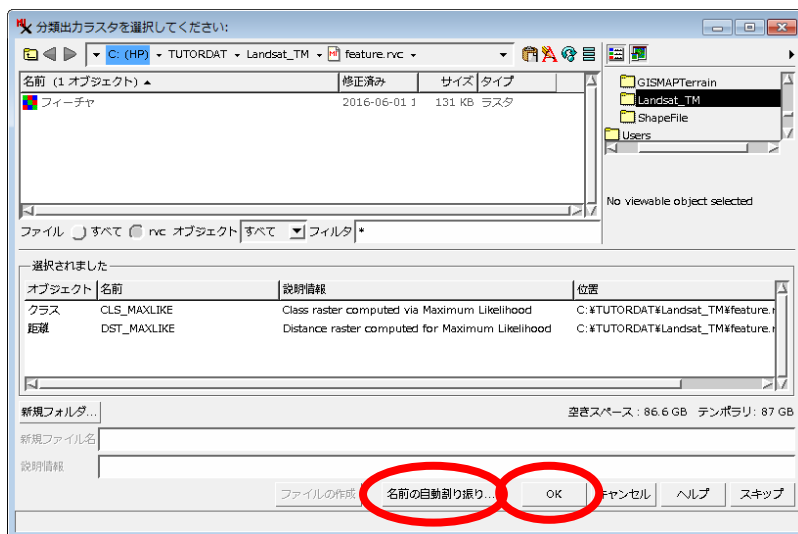 分類出力ラスタを選択してください:
C: (HP) TUTORDAT Landsat_TM feature.rvc
名前 (1 オブジェクト) 修正済み サイズ タイプ
フィーチャ 2016-06-01 1 131 KB ラスタ
GISMAPTerrain
Landsat_TM
ShapeFile
Users
No viewable object selected
ファイル すべて rvc オブジェクト すべて フィルタ *
選択されました
オブジェクト 名前 説明情報 位置
クラス CLS_MAXLIKE Class raster computed via Maximum Likelihood C:¥TUTORDAT¥Landsat_TM¥feature.r
距離 DST_MAXLIKE Distance raster computed for Maximum Likelihood C:¥TUTORDAT¥Landsat_TM¥feature.r
新規フォルダ... 空きスペース : 86.6 GB テンポラリ: 87 GB
新規ファイル名
説明情報
ファイルの作成 名前の自動割り振り... OK キャンセル ヘルプ スキップ